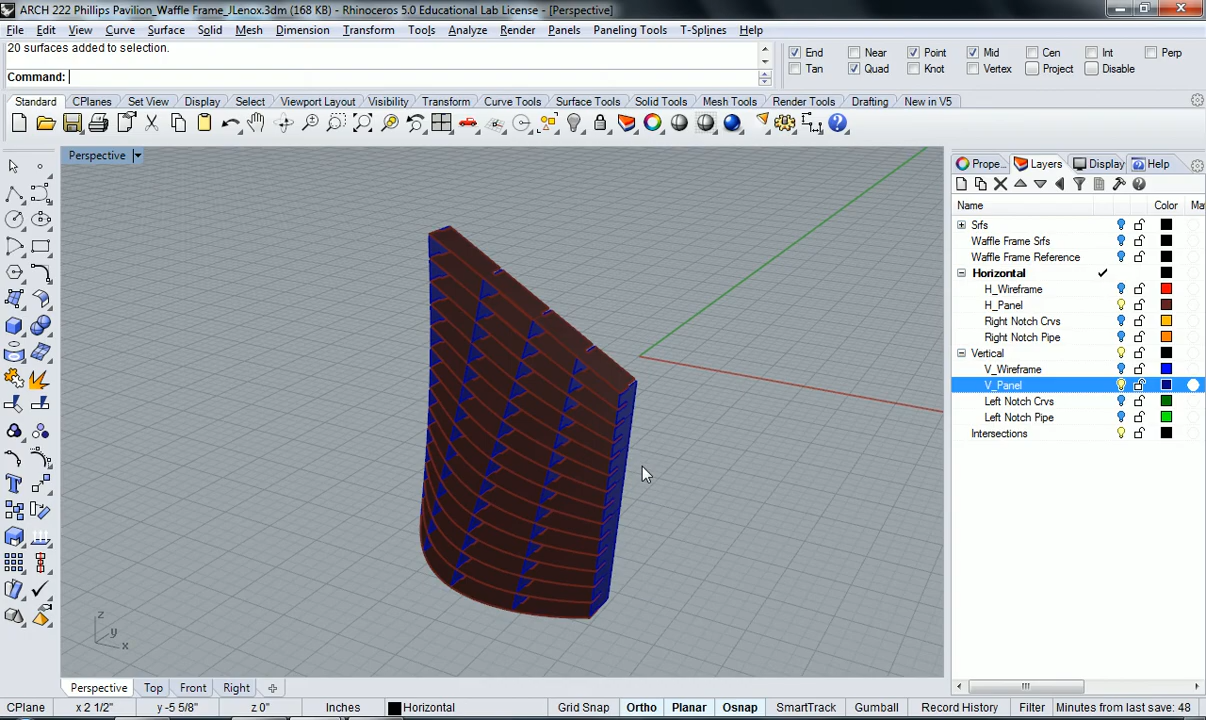 ARCH 222 Phillips Pavilion_Waffle Frame_JLenox.3dm (168 KB) - Rhinoceros 5.0 Educational Lab License - [Perspective]
File Edit View Curve Surface Solid Mesh Dimension Transform Tools Analyze Render Panels Paneling Tools T-Splines Help
20 surfaces added to selection.
Command:
End Near Point Mid Cen Int Perp
Tan Quad Knot Vertex Project Disable
Standard CPlanes Set View Display Select Viewport Layout Visibility Transform Curve Tools Surface Tools Solid Tools Mesh Tools Render Tools Drafting New in V5
Perspective
Prope... Layers Display Help
Name Color Ma
Srfs
Waffle Frame Srfs
Waffle Frame Reference
Horizontal
H_Wireframe
H_Panel
Right Notch Crvs
Right Notch Pipe
Vertical
V_Wireframe
V_Panel
Left Notch Crvs
Left Notch Pipe
Intersections
z
y
x
Perspective Top Front Right
CPlane x 2 1/2" y -5 5/8" z 0" Inches Horizontal Grid Snap Ortho Planar Osnap SmartTrack Gumball Record History Filter Minutes from last save: 48